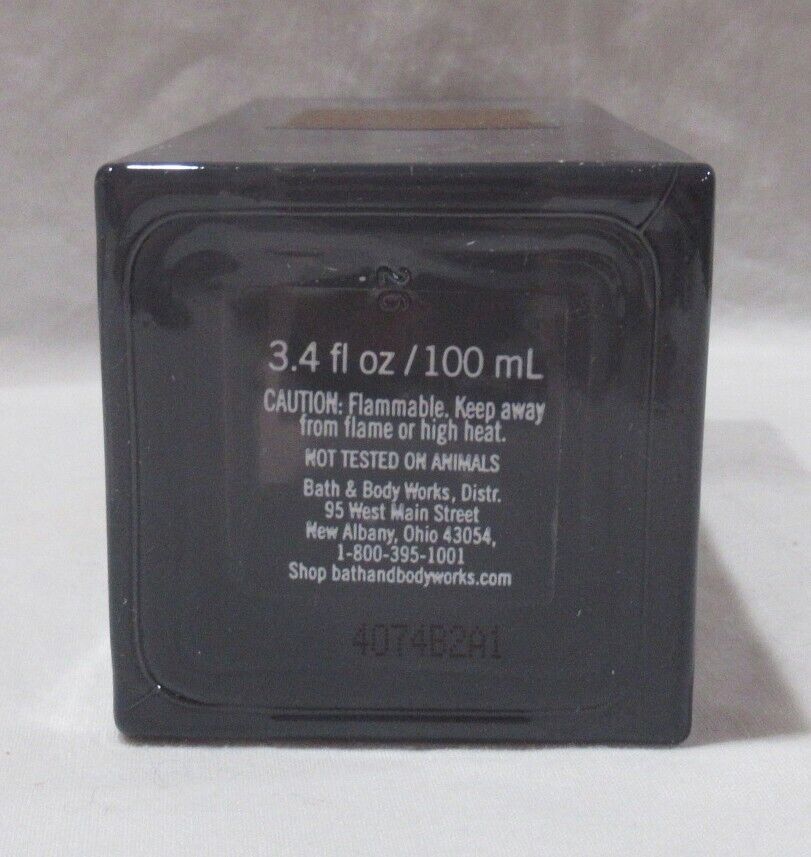 26
3.4 fl oz / 100 mL
CAUTION: Flammable. Keep away
from flame or high heat.
NOT TESTED ON ANIMALS
Bath & Body Works, Distr.
95 West Main Street
New Albany, Ohio 43054,
1-800-395-1001
Shop bathandbodyworks.com
4074B2A1